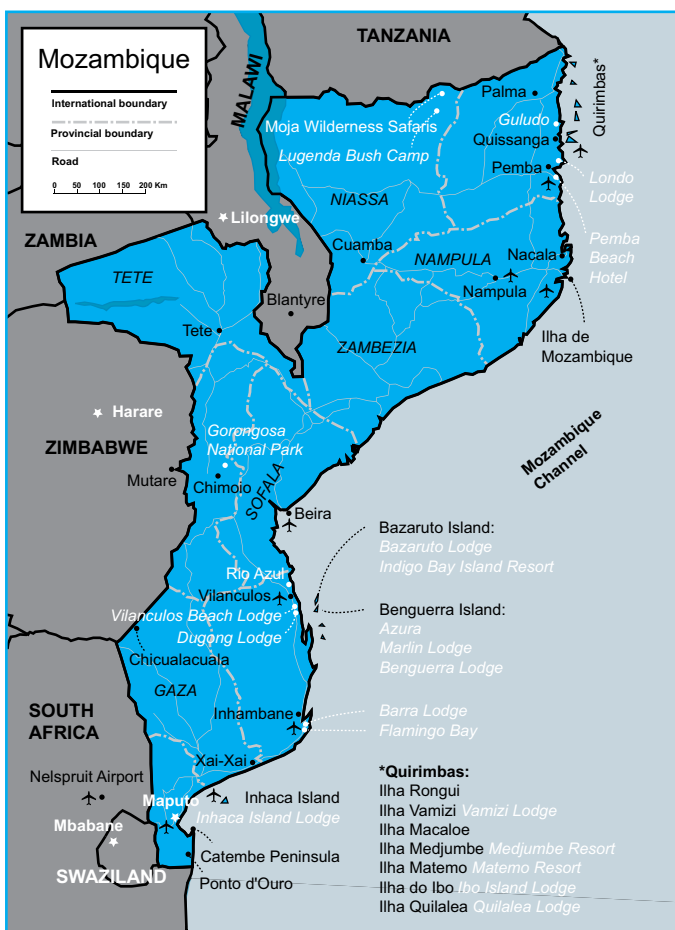 Mozambique
International boundary
Provincial boundary
Road
0 50 100 150 200 Km
TANZANIA
MALAWI
Palma
Quirimbas*
Guludo
Moja Wilderness Safaris
Quissanga
Lugenda Bush Camp
Pemba
Londo
Lodge
NIASSA
Lilongwe
ZAMBIA
Cuamba
NAMPULA
Nacala
Pemba
Beach
Hotel
TETE
Nampula
Blantyre
Tete
ZAMBEZIA
Ilha de
Mozambique
Harare
ZIMBABWE
Gorongosa
National Park
Mozambique
Channel
Mutare
Chimoio
SOFALA
Beira
Bazaruto Island:
Bazaruto Lodge
Indigo Bay Island Resort
Rio Azul
Vilanculos
Vilanculos Beach Lodge
Dugong Lodge
Benguerra Island:
Azura
Marlin Lodge
Benguerra Lodge
Chicualacuala
GAZA
SOUTH
AFRICA
Inhambane
Barra Lodge
Flamingo Bay
Xai-Xai
Nelspruit Airport
Maputo
Inhaca Island
Inhaca Island Lodge
Mbabane
Catembe Peninsula
SWAZILAND
Ponto d'Ouro
*Quirimbas:
Ilha Rongui
Ilha Vamizi Vamizi Lodge
Ilha Macaloe
Ilha Medjumbe Medjumbe Resort
Ilha Matemo Matemo Resort
Ilha do Ibo Ibo Island Lodge
Ilha Quilalea Quilalea Lodge